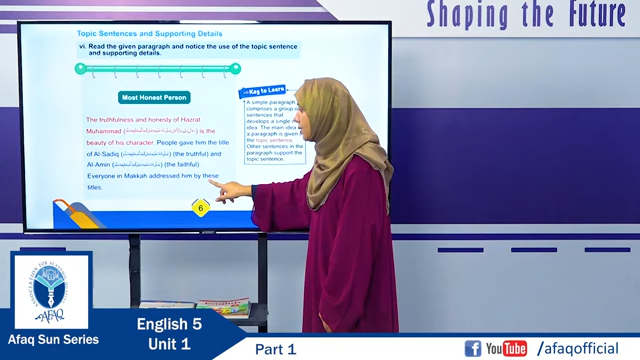 Shaping the Future
Topic Sentences and Supporting Details
vi. Read the given paragraph and notice the use of the topic sentence
and supporting details.
Most Honest Person
The truthfulness and honesty of Hazrat
Muhammad () is the
beauty of his character. People gave him the title
of Al-Sadiq () (the truthful) and
Al-Amin () (the faithful)
Everyone in Makkah addressed him by these
titles.
Key to Learn
A simple paragraph
comprises a group o
sentences that
develops a single m
idea. The main idea
a paragraph is given
the topic sentence
Other sentences in the
paragraph support the
topic sentence.
6
AFAQ
Afaq Sun Series
English 5
Unit 1
Part 1
f YouTube /afaqofficial